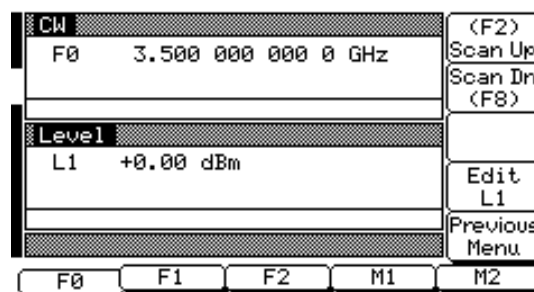 CW
F0 3.500 000 000 0 GHz
Level
L1 +0.00 dBm
(F2)
Scan Up
Scan Dn
(F8)
Edit
L1
Previous
Menu
F0 F1 F2 M1 M2